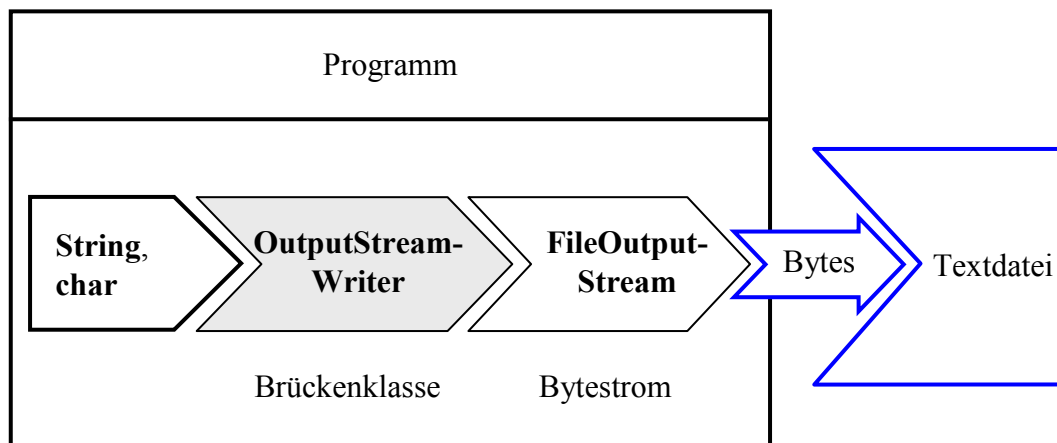 Programm
String,
char
OutputStream-
Writer
FileOutput-
Stream
Bytes
Textdatei
Brückenklasse
Bytestrom